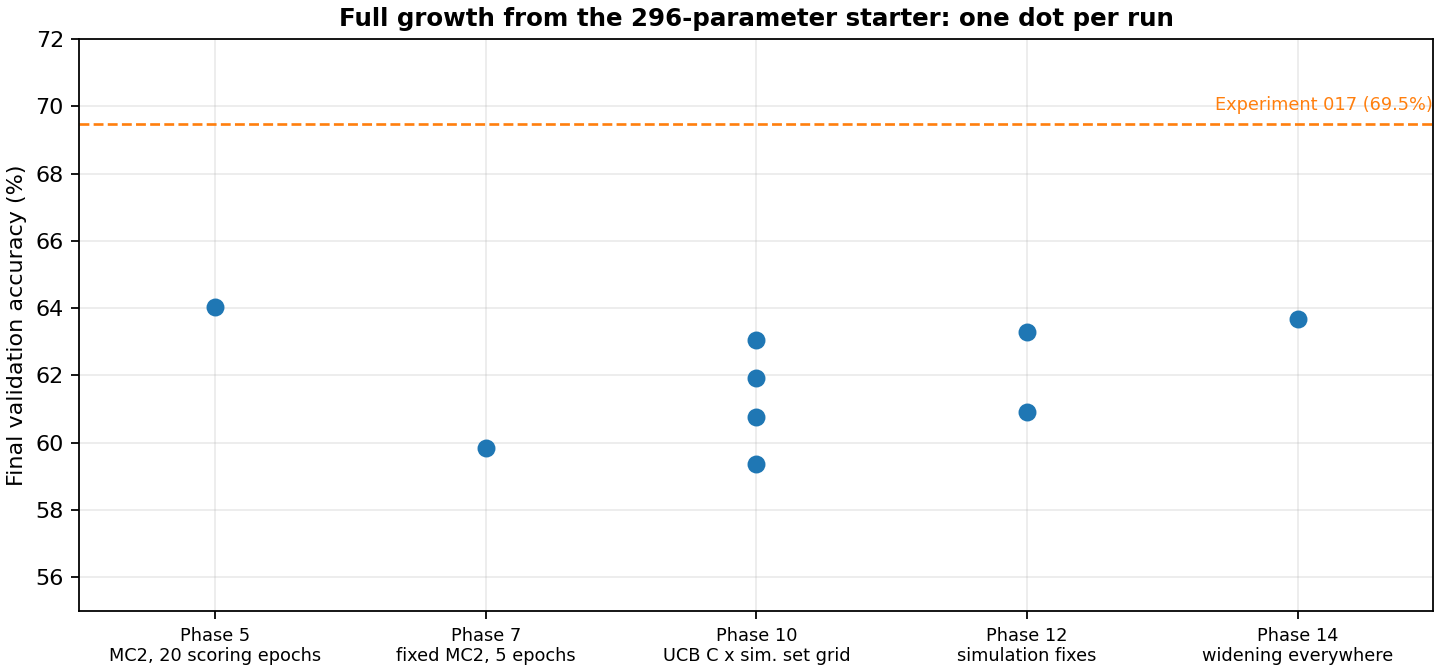 Full growth from the 296-parameter starter: one dot per run
Final validation accuracy (%)
72
70
68
66
64
62
60
58
56
Experiment 017 (69.5%)
Phase 5
MC2, 20 scoring epochs
Phase 7
fixed MC2, 5 epochs
Phase 10
UCB C x sim. set grid
Phase 12
simulation fixes
Phase 14
widening everywhere